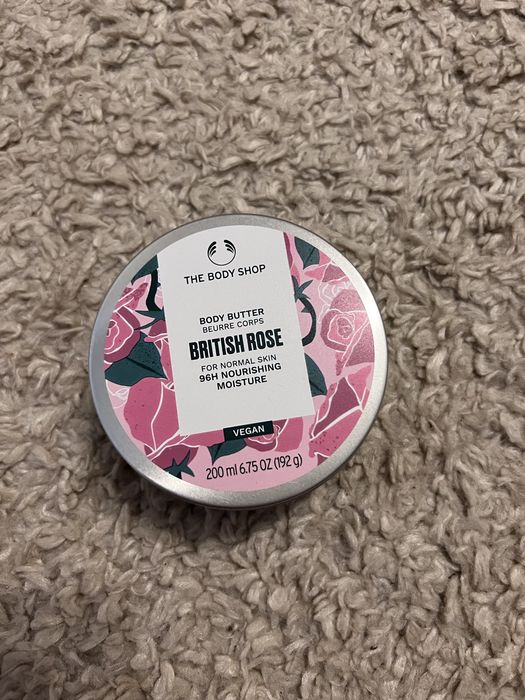 THE BODY SHOP
BODY BUTTER
BEURRE CORPS
BRITISH ROSE
FOR NORMAL SKIN
96H NOURISHING
MOISTURE
VEGAN
200 ml 6.75 OZ (192 g)